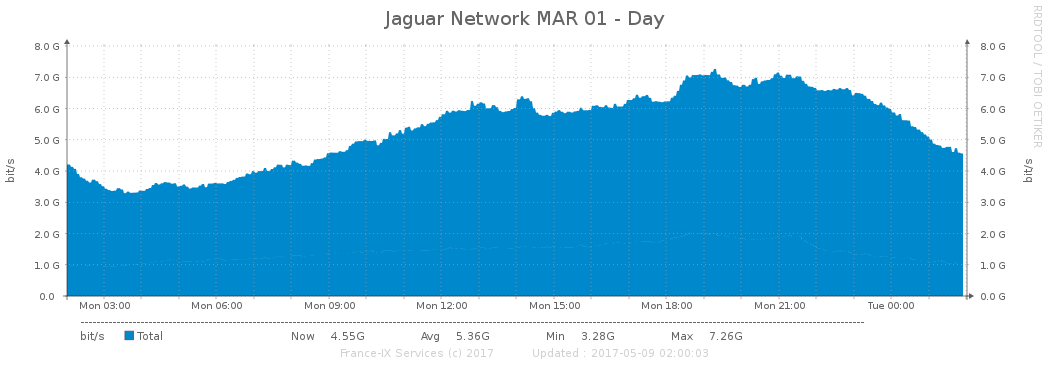 Jaguar Network MAR 01 - Day
RRDTOOL / TOBI OETIKER
8.0 G 8.0 G
7.0 G 7.0 G
6.0 G 6.0 G
5.0 G 5.0 G
4.0 G 4.0 G
3.0 G 3.0 G
2.0 G 2.0 G
1.0 G 1.0 G
0.0 0.0 G
bit/s
bit/s
Mon 03:00 Mon 06:00 Mon 09:00 Mon 12:00 Mon 15:00 Mon 18:00 Mon 21:00 Tue 00:00
bit/s Total Now 4.55G Avg 5.36G Min 3.28G Max 7.26G
France-IX Services (c) 2017 Updated : 2017-05-09 02:00:03